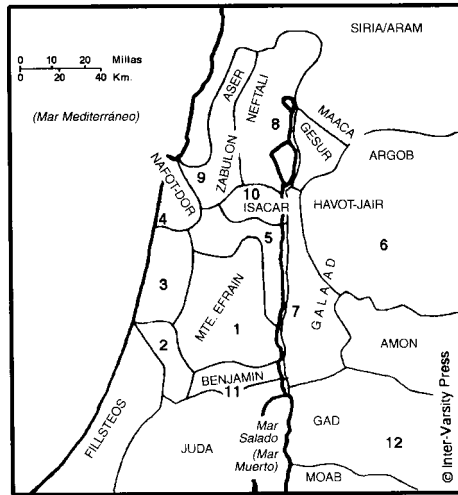 SIRIA/ARAM
0 10 20 Millas
0 20 40 Km.
(Mar Mediterráneo)
ASER
NEFTALI
8
MAACA
GESUR
ARGOB
ZABULON
9
NAFOT-DOR
10
ISACAR
HAVOT-JAIR
4
5
6
3
MTE. EFRAIN
7
GALAAD
1
2
AMON
BENJAMIN
11
FILLSTEOS
JUDA
Mar
Salado
(Mar
Muerto)
GAD
12
MOAB
© Inter-Varsity Press